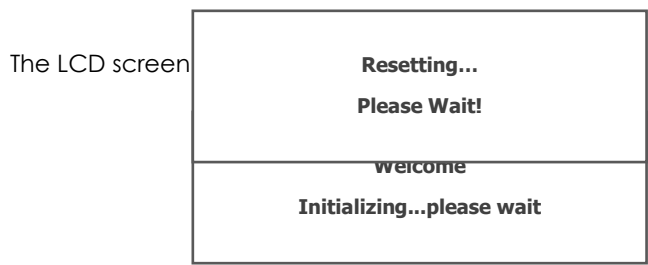 The LCD screen
Resetting...
Please Wait!
Welcome
Initializing...please wait